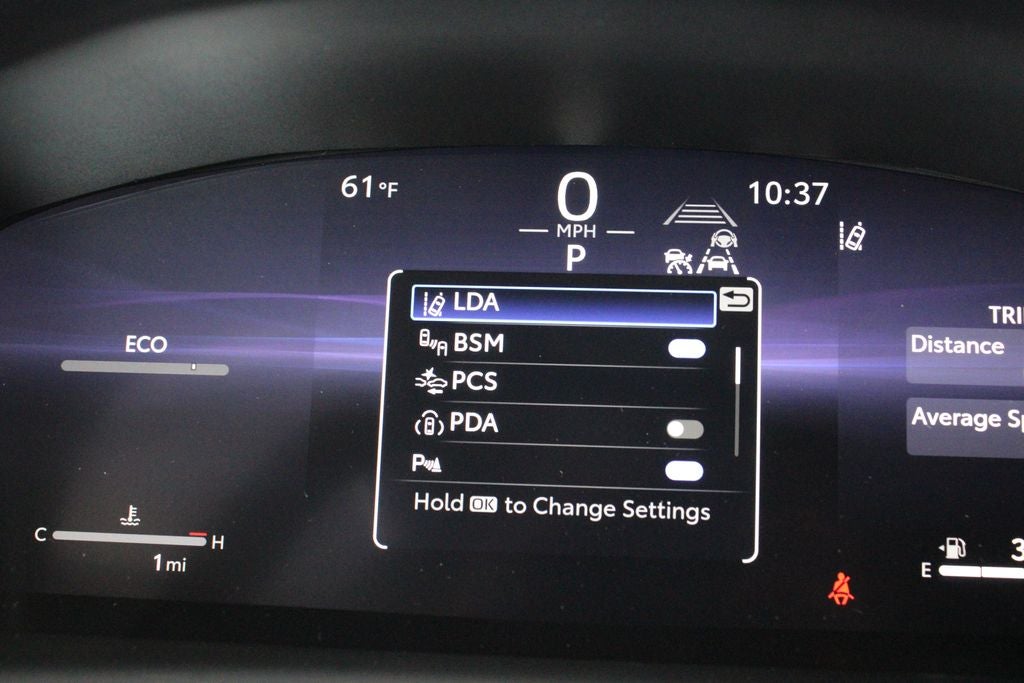 61°F
0
MPH
P
10:37
LDA
BSM
PCS
PDA
P
Hold OK to Change Settings
ECO
C
H
1 mi
TRI
Distance
Average Sp
E
3